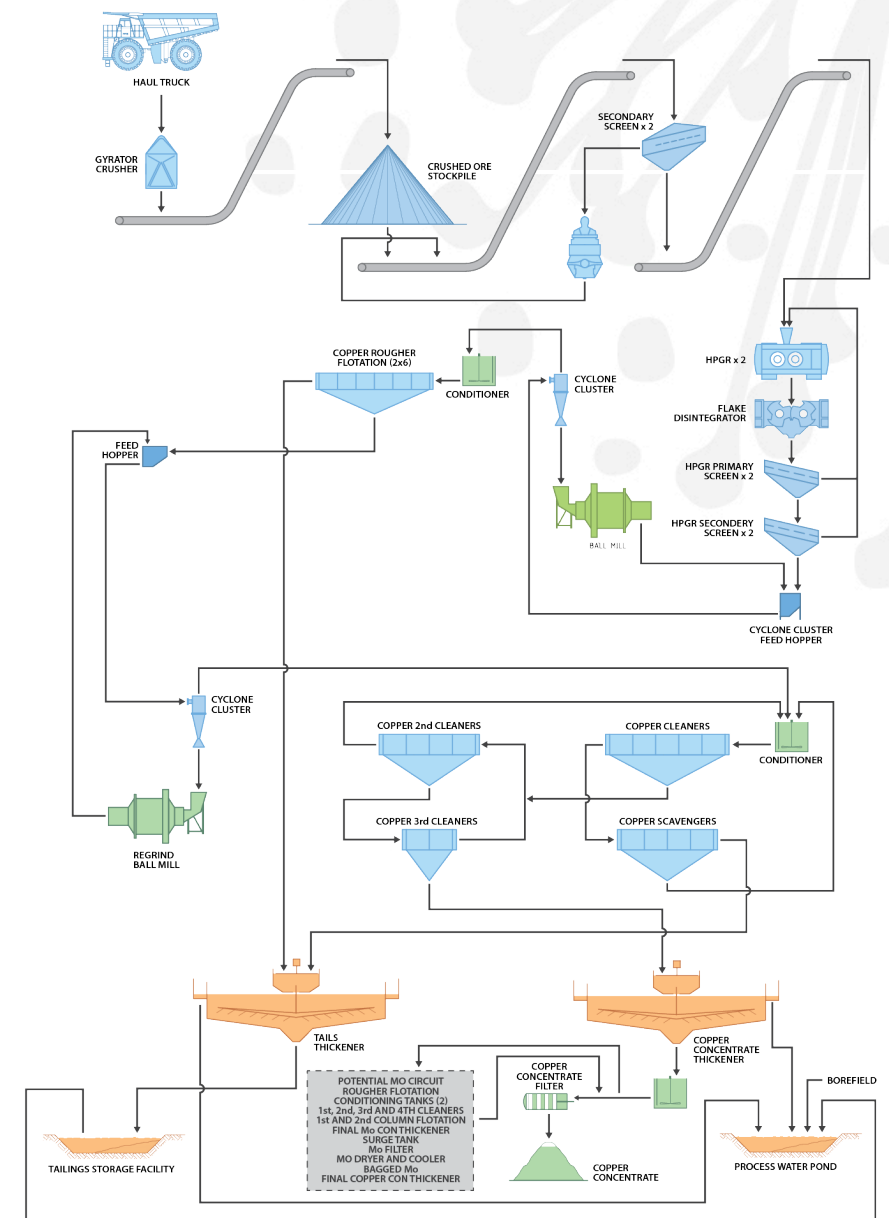 HAUL TRUCK
GYRATOR
CRUSHER
CRUSHED ORE
STOCKPILE
SECONDARY
SCREEN x 2
HPGR x 2
FLAKE
DISINTEGRATOR
HPGR PRIMARY
SCREEN x 2
HPGR SECONDERY
SCREEN x 2
CYCLONE CLUSTER
FEED HOPPER
COPPER ROUGHER
FLOTATION (2x6)
CONDITIONER
CYCLONE
CLUSTER
BALL MILL
FEED
HOPPER
CYCLONE
CLUSTER
REGRIND
BALL MILL
COPPER 2nd CLEANERS
COPPER CLEANERS
CONDITIONER
COPPER 3rd CLEANERS
COPPER SCAVENGERS
TAILS
THICKENER
COPPER
CONCENTRATE
THICKENER
POTENTIAL MO CIRCUIT
ROUGHER FLOTATION
CONDITIONING TANKS (2)
1st, 2nd, 3rd AND 4TH CLEANERS
1st AND 2nd COLUMN FLOTATION
FINAL Mo CON THICKENER
SURGE TANK
Mo FILTER
MO DRYER AND COOLER
BAGGED Mo
FINAL COPPER CON THICKENER
COPPER
CONCENTRATE
FILTER
COPPER
CONCENTRATE
BOREFIELD
TAILINGS STORAGE FACILITY
PROCESS WATER POND